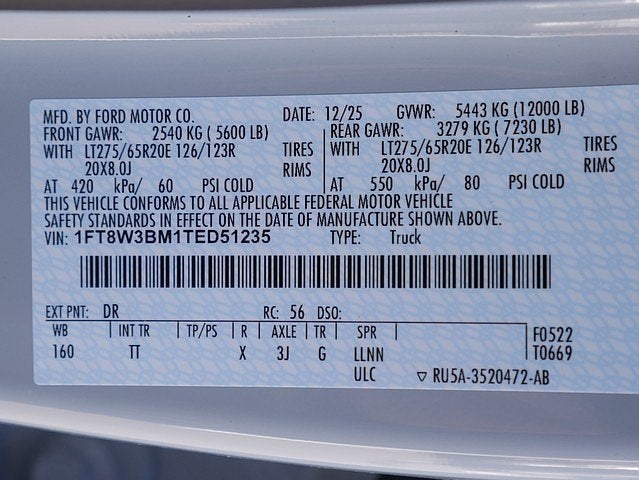 MFD. BY FORD MOTOR CO. DATE: 12/25 GVWR: 5443 KG (12000 LB)
FRONT GAWR: 2540 KG ( 5600 LB) REAR GAWR: 3279 KG ( 7230 LB)
WITH LT275/65R20E 126/123R TIRES WITH LT275/65R20E 126/123R TIRES
20X8.0J RIMS 20X8.0J RIMS
AT 420 kPa/ 60 PSI COLD AT 550 kPa/ 80 PSI COLD
THIS VEHICLE CONFORMS TO ALL APPLICABLE FEDERAL MOTOR VEHICLE
SAFETY STANDARDS IN EFFECT ON THE DATE OF MANUFACTURE SHOWN ABOVE.
VIN: 1FT8W3BM1TED51235 TYPE: Truck
EXT PNT: DR RC: 56 DSO:
WB INT TR TP/PS R AXLE TR SPR F0522
160 TT X 3J G LLNN T0669
ULC ▽ RU5A-3520472-AB